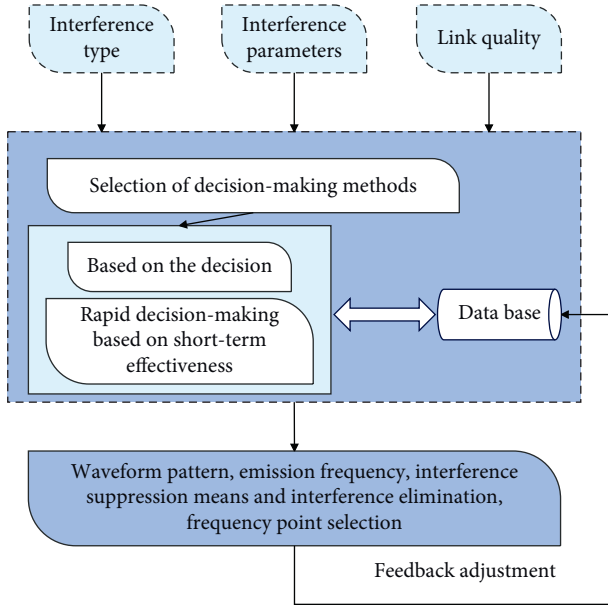 Interference
type
Interference
parameters
Link quality
Selection of decision-making methods
Based on the decision
Rapid decision-making
based on short-term
effectiveness
Data base
Waveform pattern, emission frequency, interference
suppression means and interference elimination,
frequency point selection
Feedback adjustment